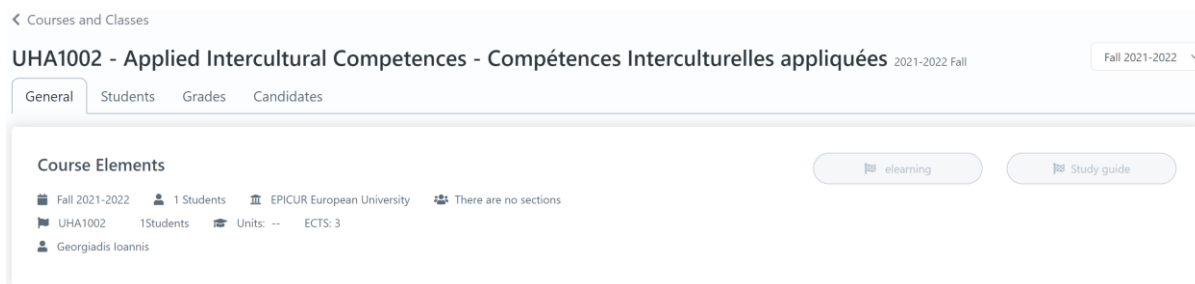 Courses and Classes
UHA1002 - Applied Intercultural Competences - Compétences Interculturelles appliquées 2021-2022 Fall
Fall 2021-2022
General Students Grades Candidates
Course Elements
elearning
Study guide
Fall 2021-2022 1 Students EPICUR European University There are no sections
UHA1002 1Students Units: -- ECTS: 3
Georgiadis Ioannis